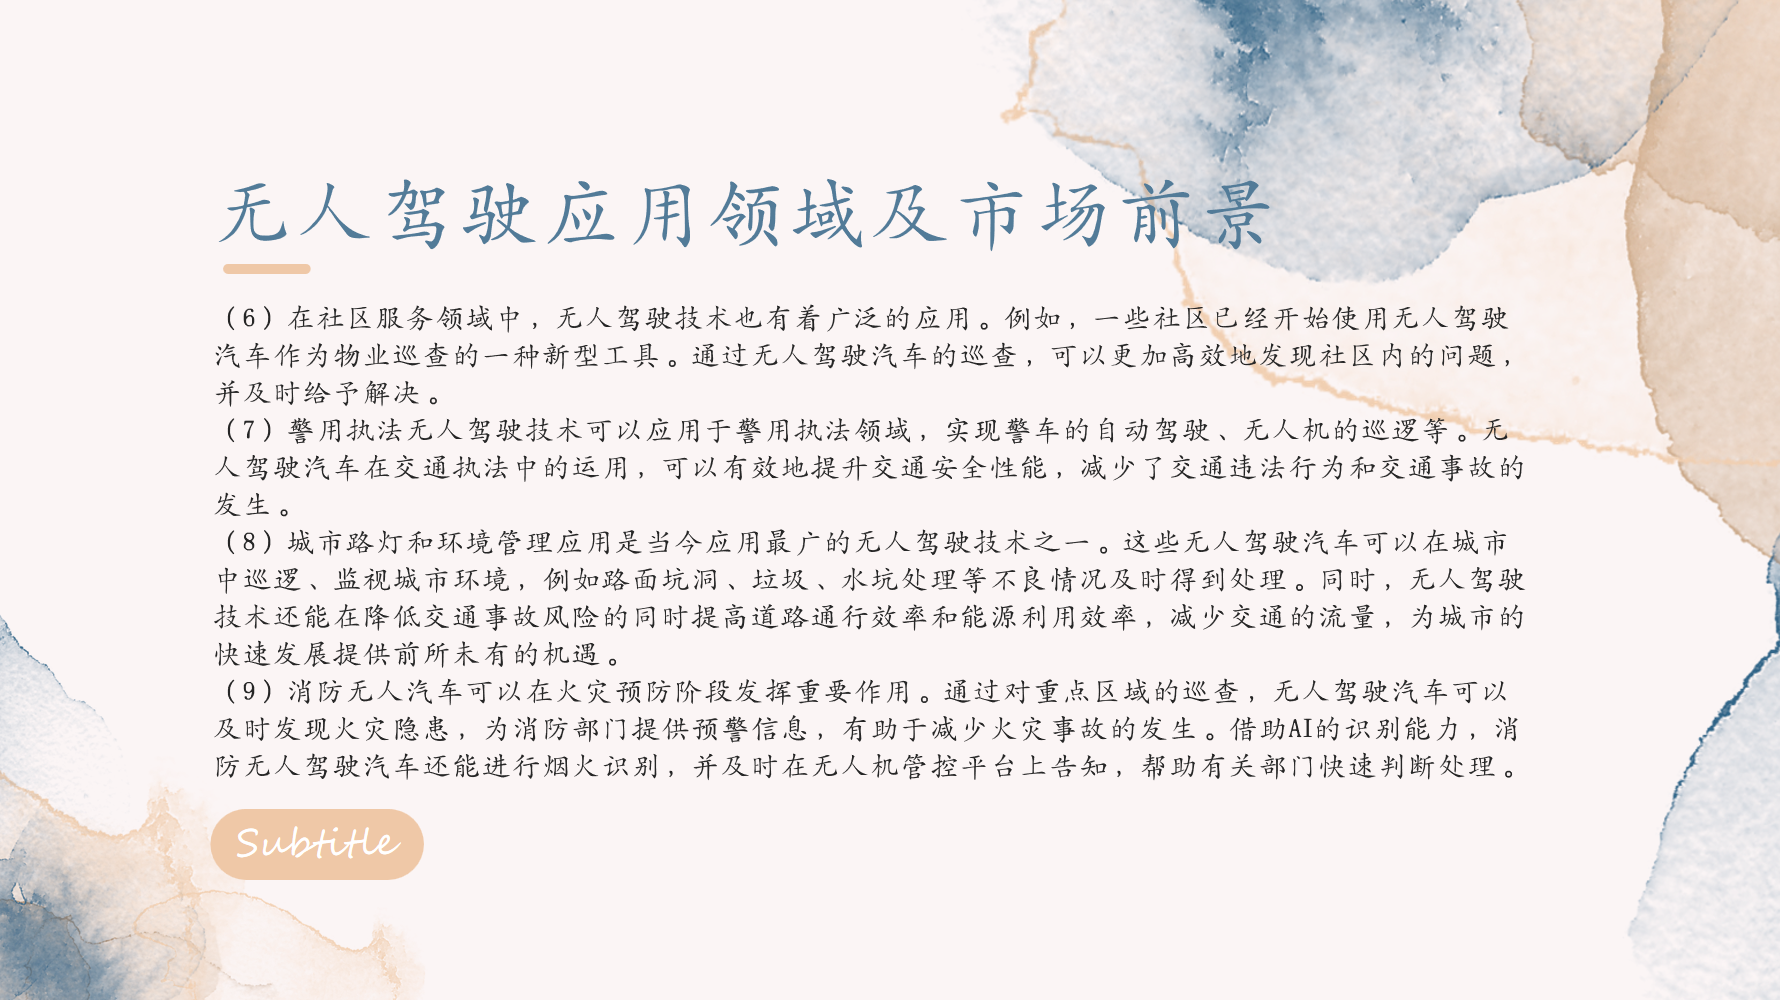 无人驾驶应用领域及市场前景
（6）在社区服务领域中，无人驾驶技术也有着广泛的应用。例如，一些社区已经开始使用无人驾驶
汽车作为物业巡查的一种新型工具。通过无人驾驶汽车的巡查，可以更加高效地发现社区内的问题，
并及时给予解决。
（7）警用执法无人驾驶技术可以应用于警用执法领域，实现警车的自动驾驶、无人机的巡逻等。无
人驾驶汽车在交通执法中的运用，可以有效地提升交通安全性能，减少了交通违法行为和交通事故的
发生。
（8）城市路灯和环境管理应用是当今应用最广的无人驾驶技术之一。这些无人驾驶汽车可以在城市
中巡逻、监视城市环境，例如路面坑洞、垃圾、水坑处理等不良情况及时得到处理。同时，无人驾驶
技术还能在降低交通事故风险的同时提高道路通行效率和能源利用效率，减少交通的流量，为城市的
快速发展提供前所未有的机遇。
（9）消防无人汽车可以在火灾预防阶段发挥重要作用。通过对重点区域的巡查，无人驾驶汽车可以
及时发现火灾隐患，为消防部门提供预警信息，有助于减少火灾事故的发生。借助AI的识别能力，消
防无人驾驶汽车还能进行烟火识别，并及时在无人机管控平台上告知，帮助有关部门快速判断处理。
Subtitle